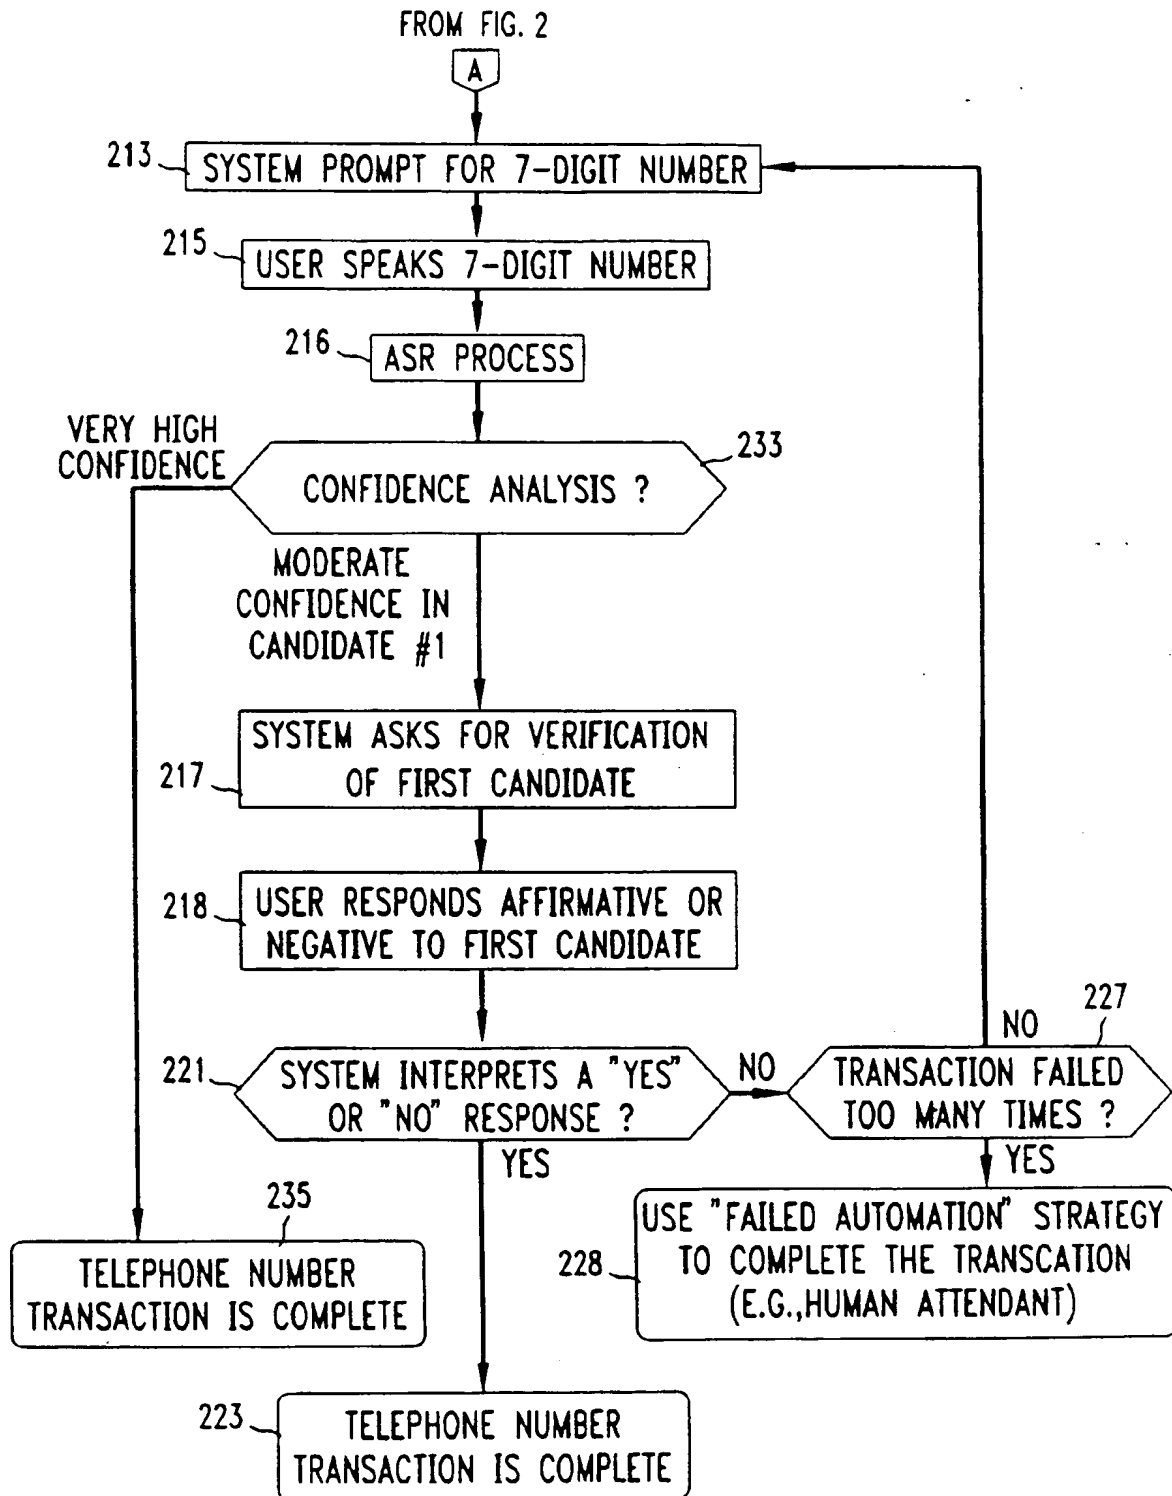 FROM FIG. 2
A
213
SYSTEM PROMPT FOR 7-DIGIT NUMBER
215
USER SPEAKS 7-DIGIT NUMBER
216
ASR PROCESS
VERY HIGH
CONFIDENCE
233
CONFIDENCE ANALYSIS ?
MODERATE
CONFIDENCE IN
CANDIDATE #1
SYSTEM ASKS FOR VERIFICATION
OF FIRST CANDIDATE
217
218
USER RESPONDS AFFIRMATIVE OR
NEGATIVE TO FIRST CANDIDATE
221
SYSTEM INTERPRETS A "YES"
OR "NO" RESPONSE ?
NO
YES
NO
227
TRANSACTION FAILED
TOO MANY TIMES ?
YES
235
TELEPHONE NUMBER
TRANSACTION IS COMPLETE
228
USE "FAILED AUTOMATION" STRATEGY
TO COMPLETE THE TRANSCATION
(E.G.,HUMAN ATTENDANT)
223
TELEPHONE NUMBER
TRANSACTION IS COMPLETE